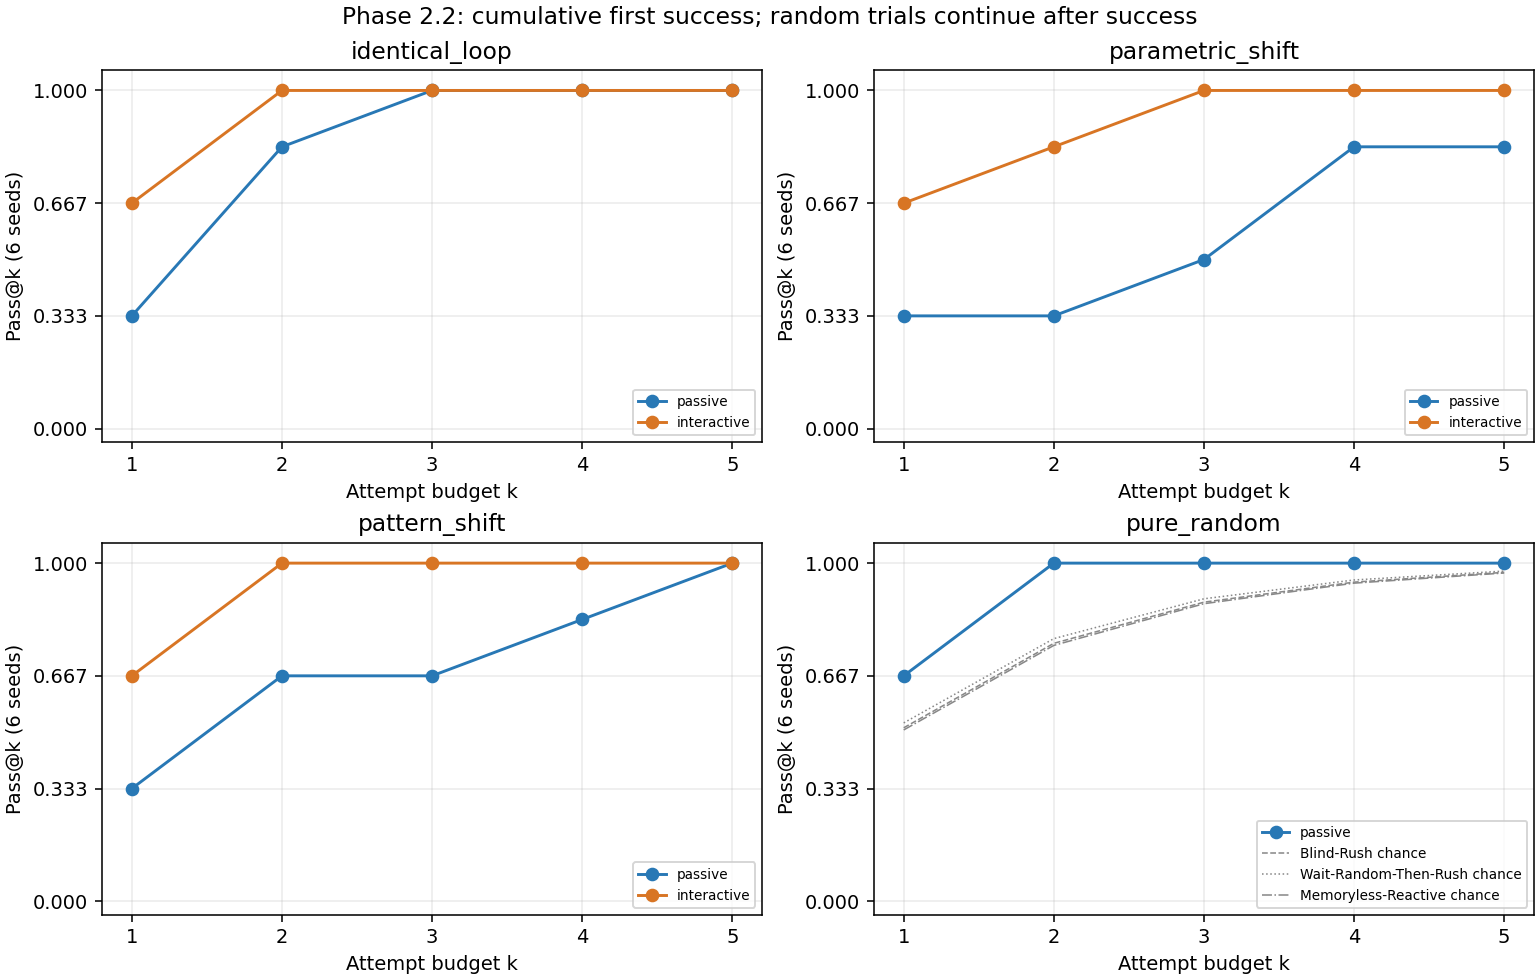 Phase 2.2: cumulative first success; random trials continue after success
identical_loop
1.000
0.667
0.333
0.000
Pass@k (6 seeds)
passive
interactive
1 2 3 4 5
Attempt budget k
parametric_shift
1.000
0.667
0.333
0.000
Pass@k (6 seeds)
passive
interactive
1 2 3 4 5
Attempt budget k
pattern_shift
1.000
0.667
0.333
0.000
Pass@k (6 seeds)
passive
interactive
1 2 3 4 5
Attempt budget k
pure_random
1.000
0.667
0.333
0.000
Pass@k (6 seeds)
passive
Blind-Rush chance
Wait-Random-Then-Rush chance
Memoryless-Reactive chance
1 2 3 4 5
Attempt budget k